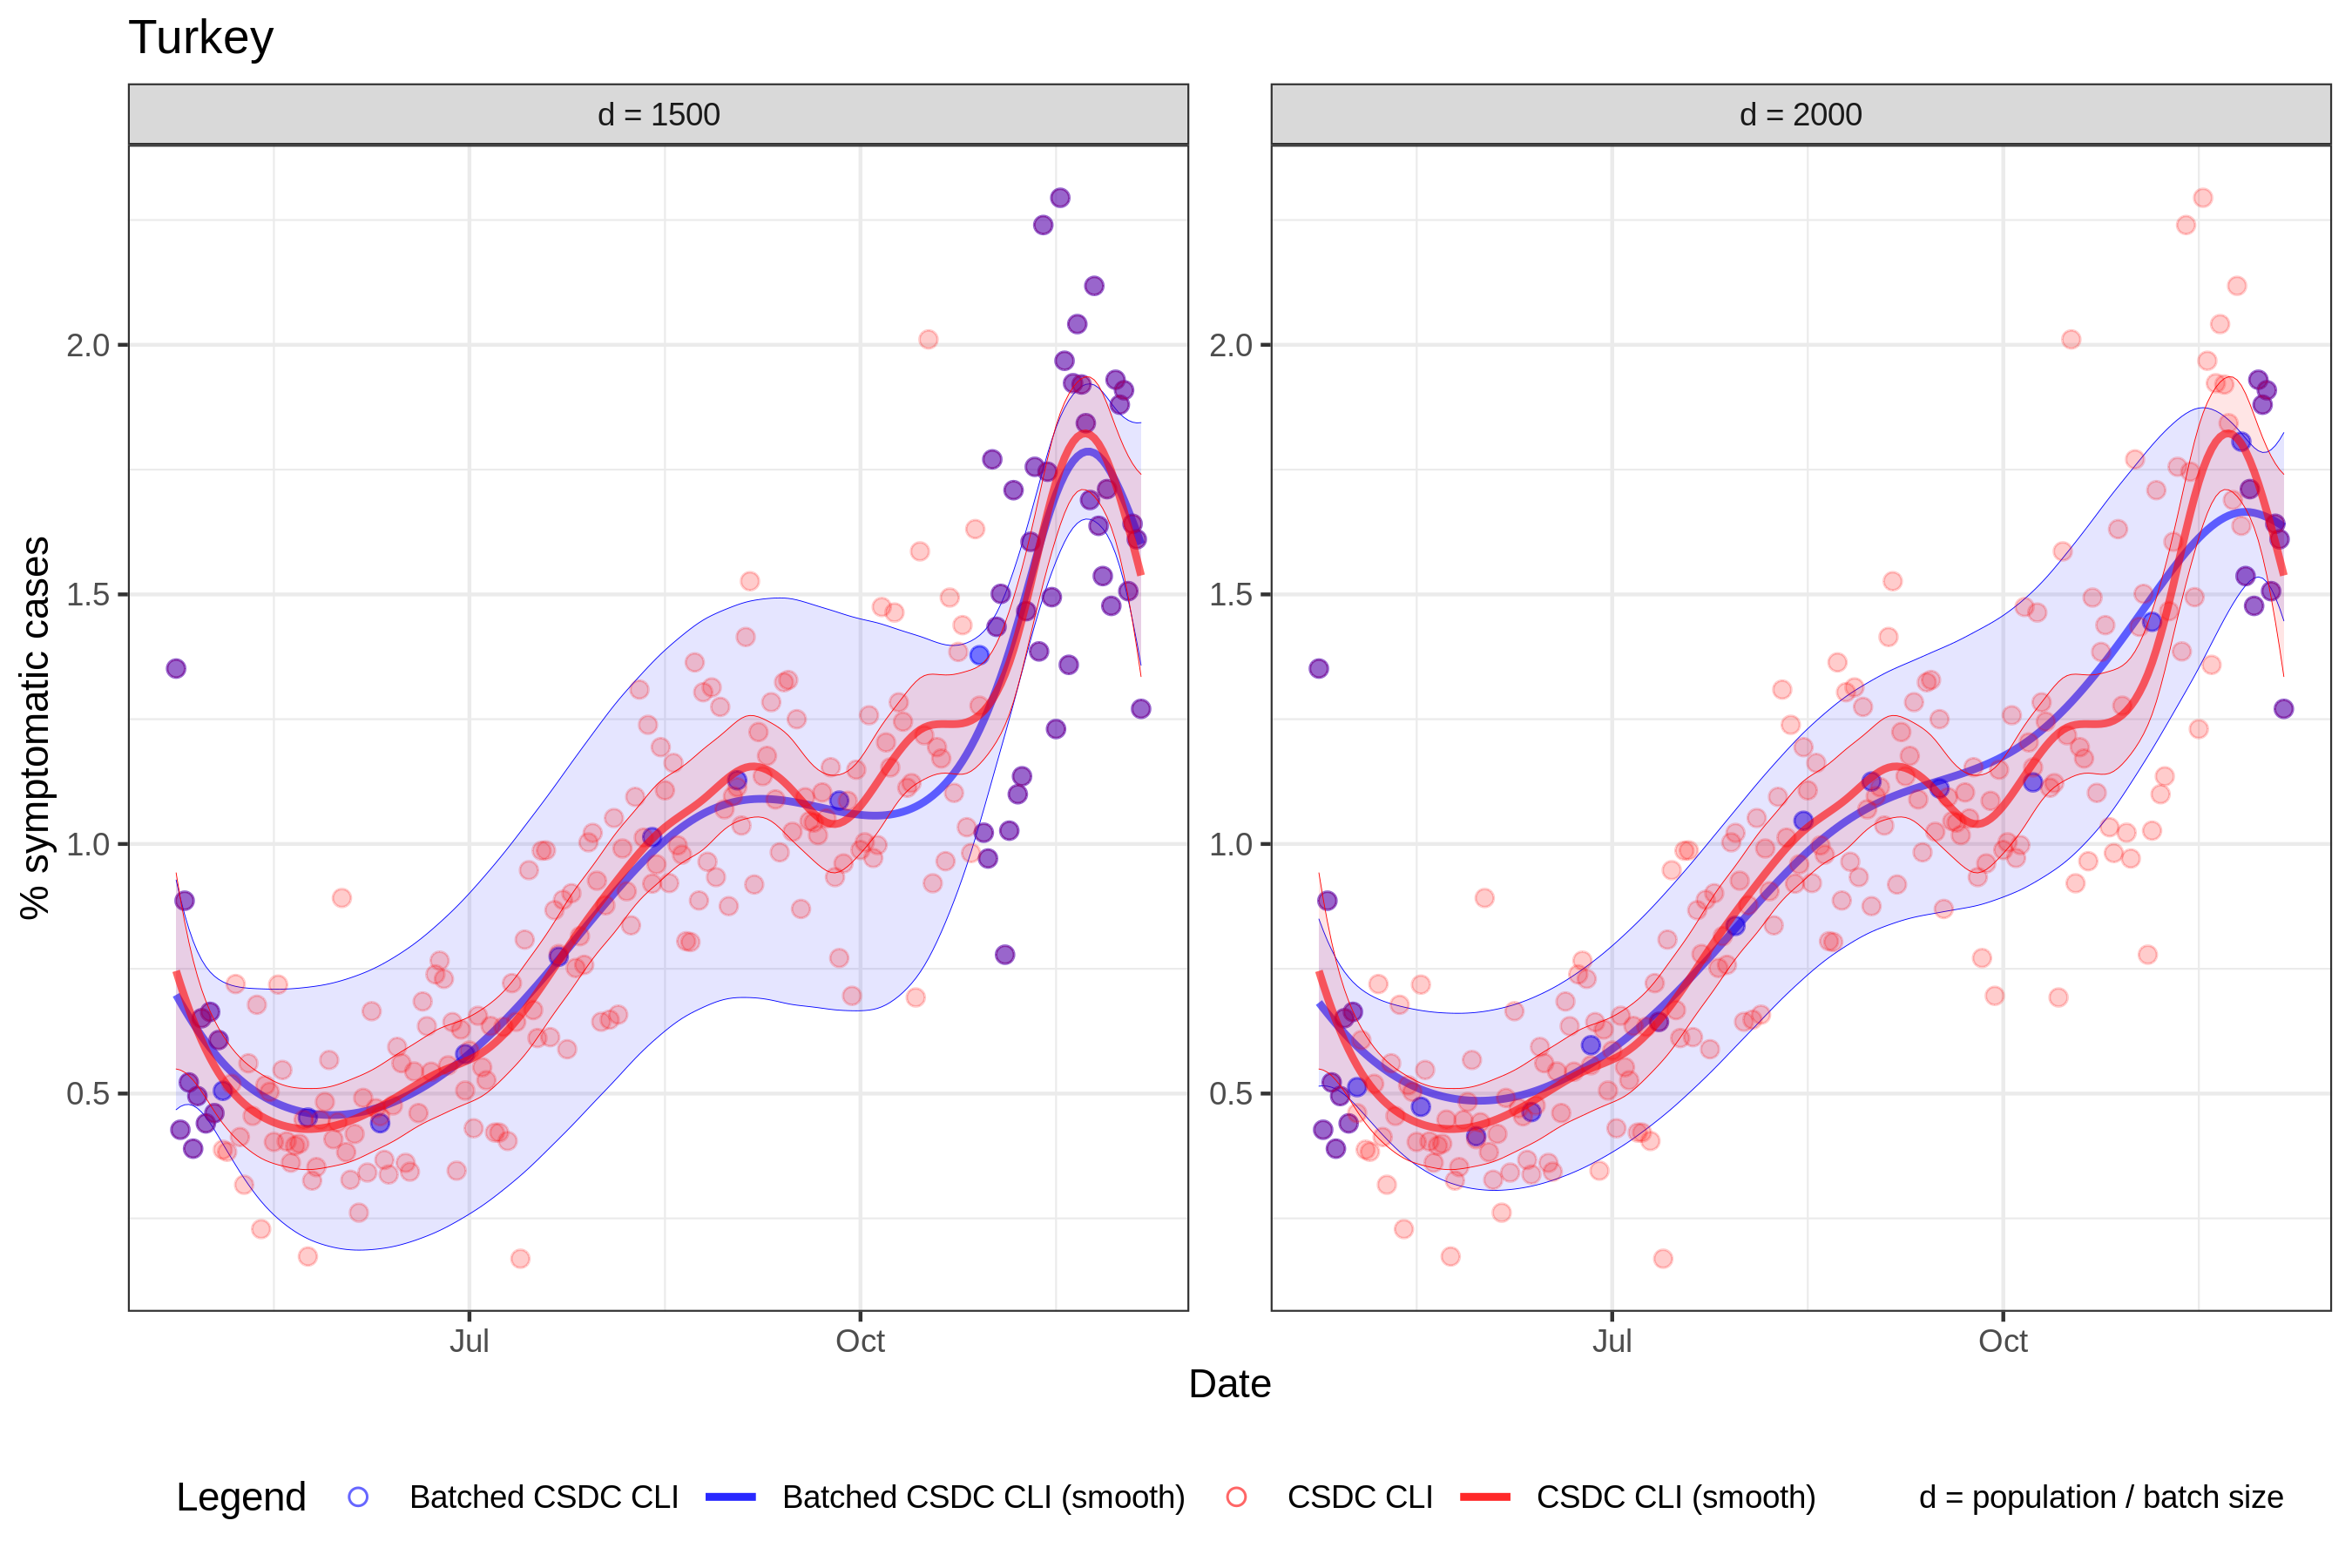 Turkey
d = 1500
d = 2000
% symptomatic cases
2.0
1.5
1.0
0.5
2.0
1.5
1.0
0.5
Jul
Oct
Jul
Oct
Date
Legend
Batched CSDC CLI
Batched CSDC CLI (smooth)
CSDC CLI
CSDC CLI (smooth)
d = population / batch size